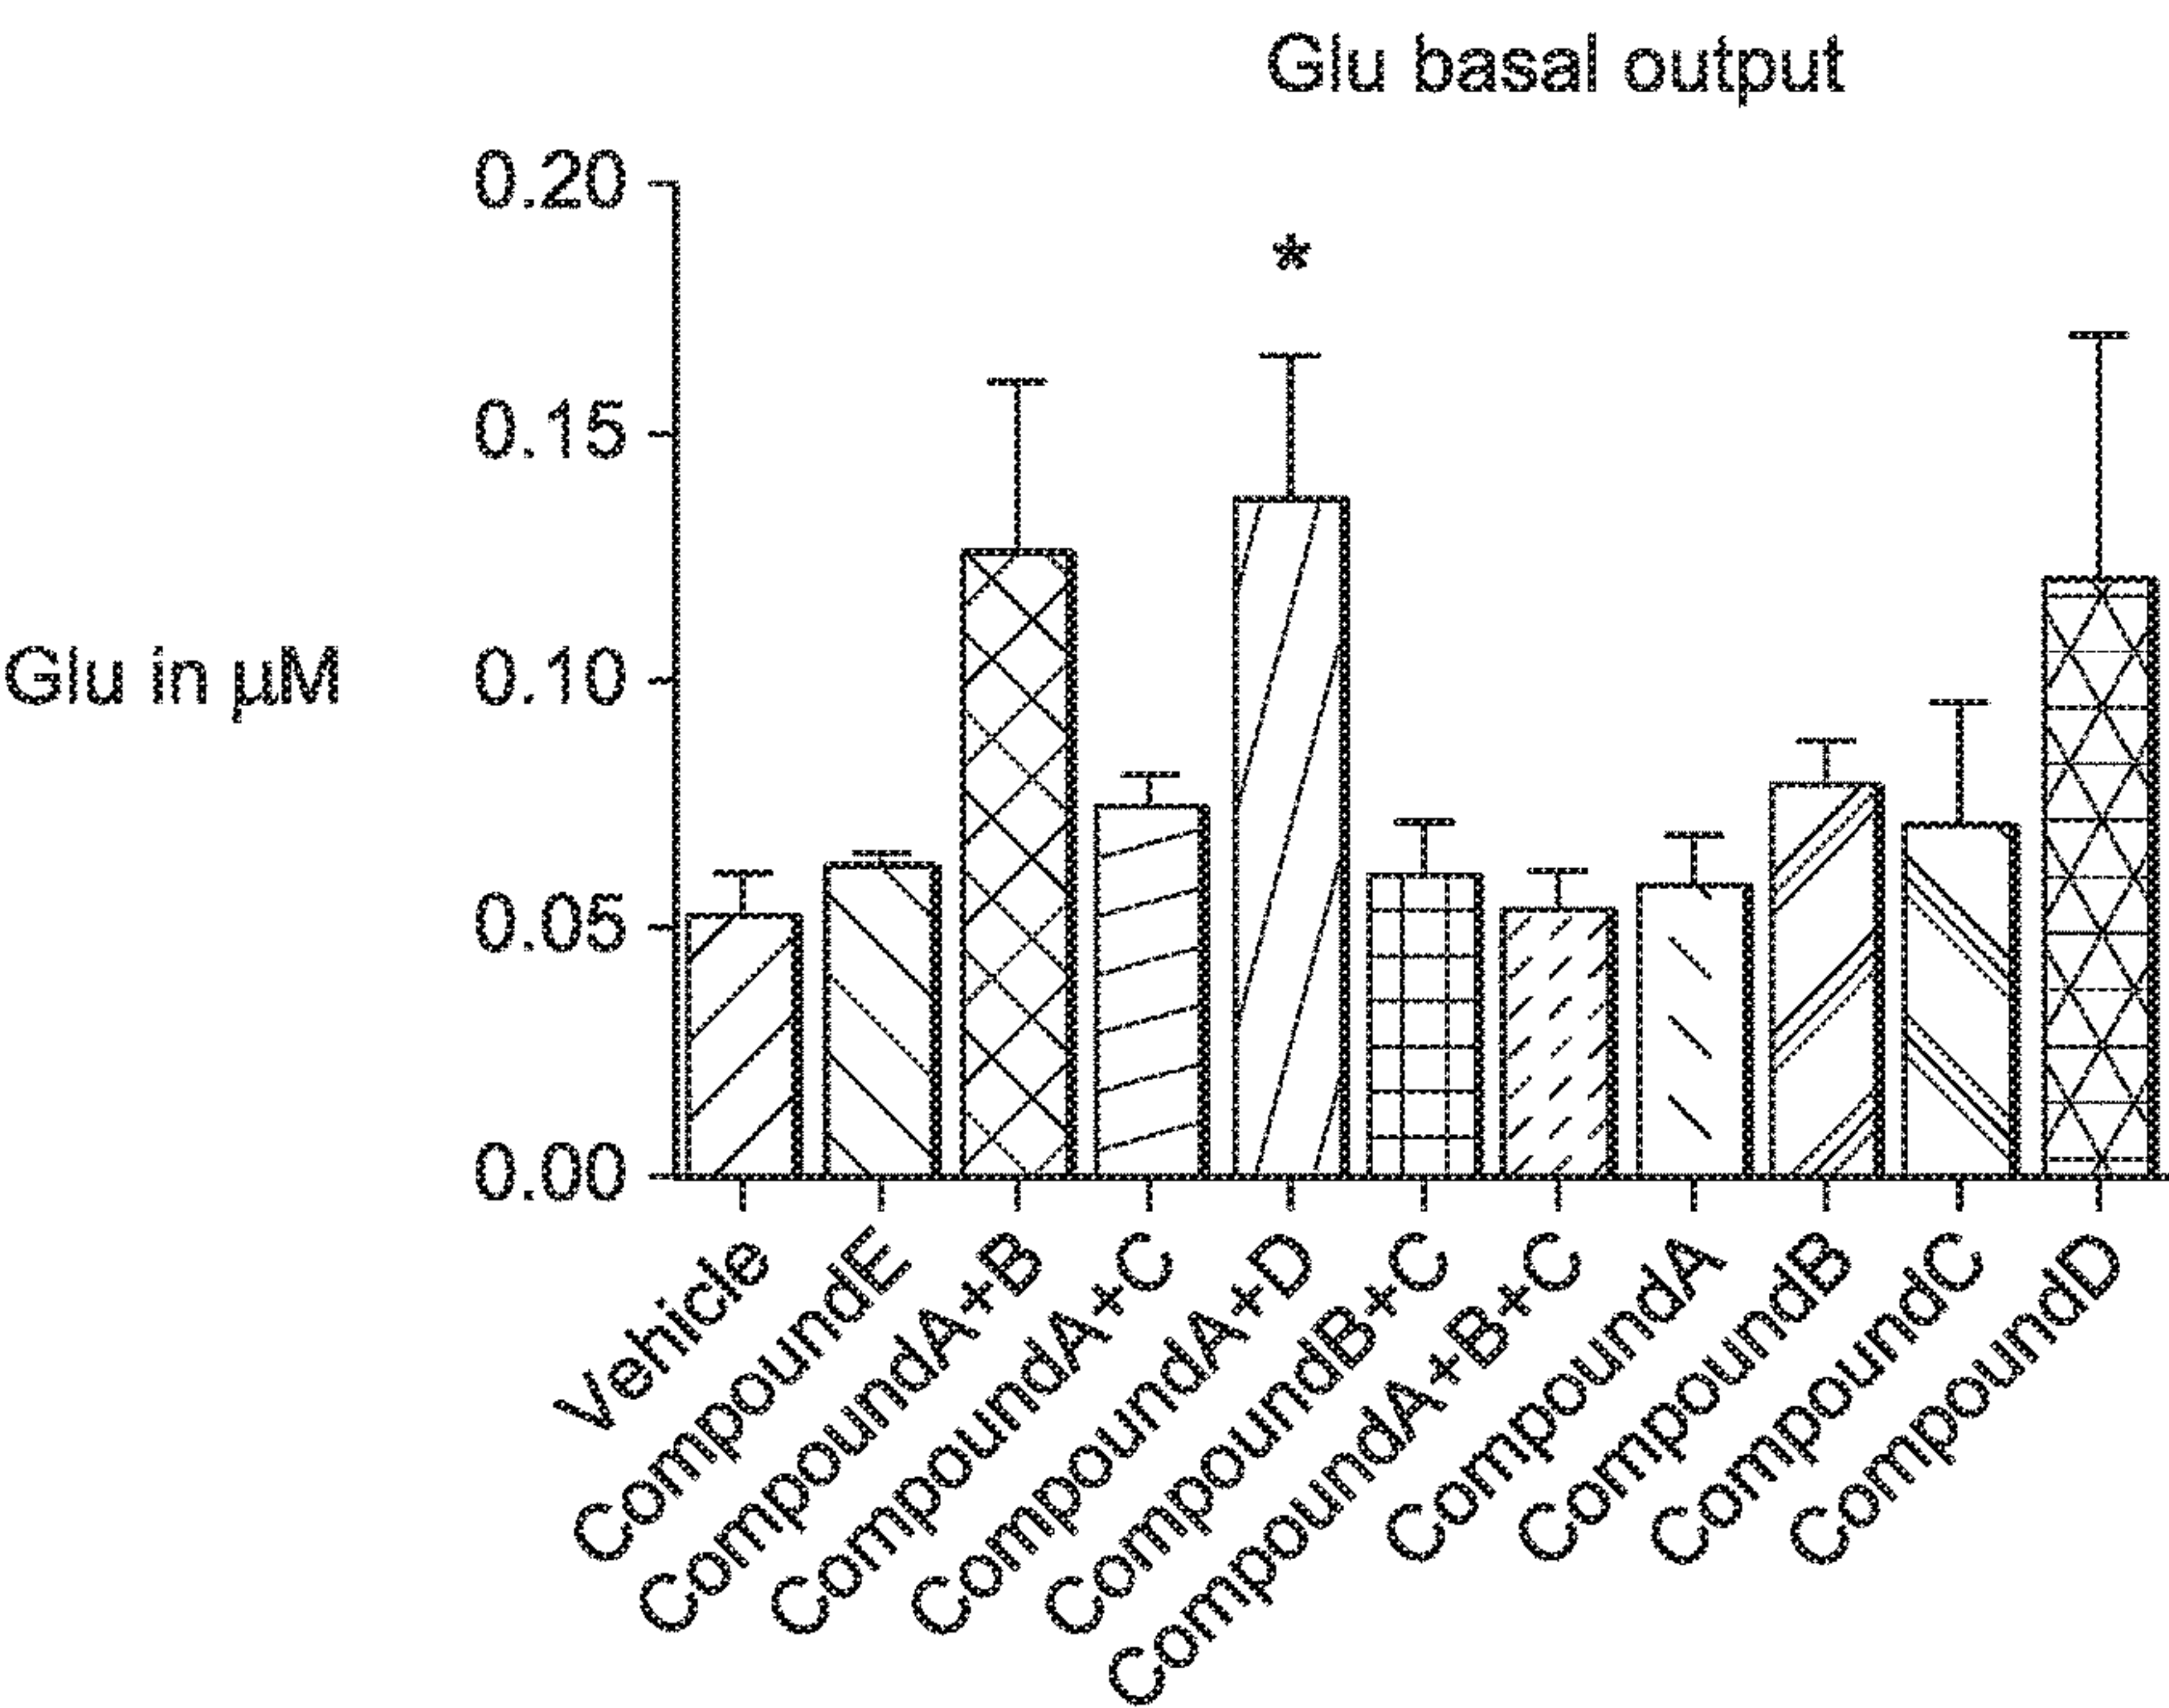 Glu basal output
0.20
*
0.15
Glu in µM
0.10
0.05
0.00
Vehicle
CompoundE
CompoundA+B
CompoundA+C
CompoundA+D
CompoundB+C
CompoundA+B+C
CompoundA
CompoundB
CompoundC
CompoundD